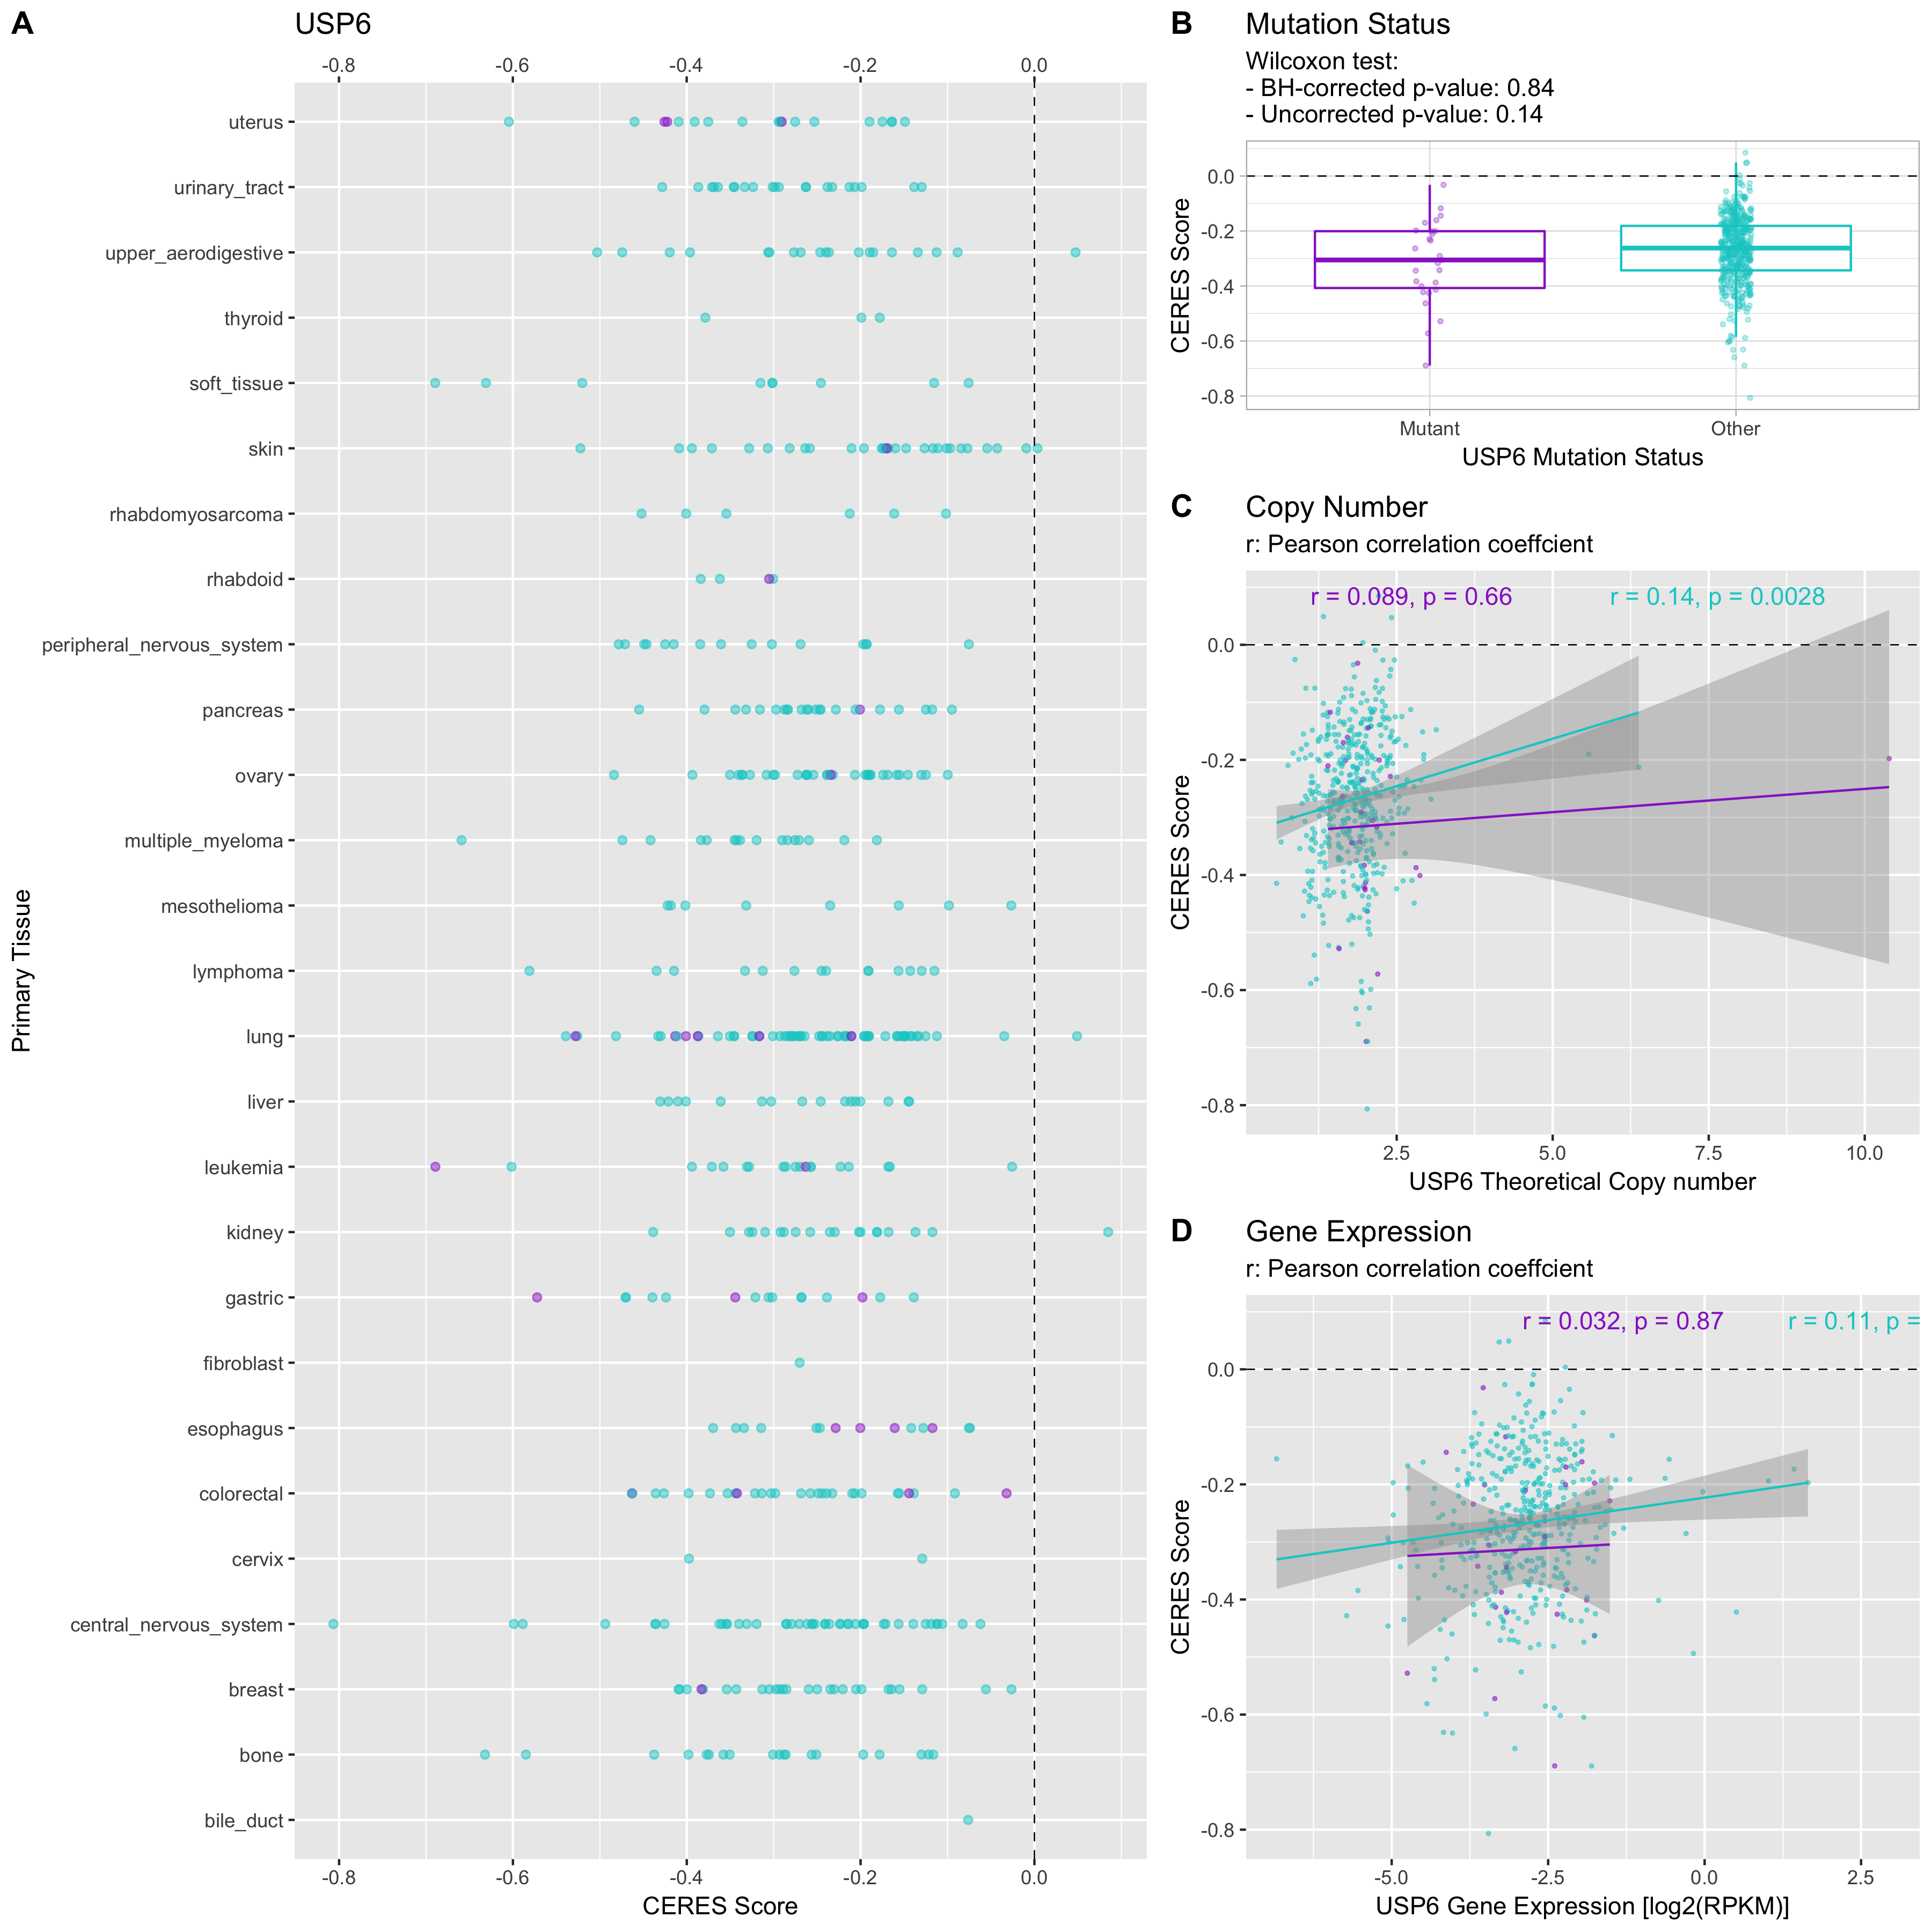 A
USP6
-0.8 -0.6 -0.4 -0.2 0.0
uterus
urinary_tract
upper_aerodigestive
thyroid
soft_tissue
skin
rhabdomyosarcoma
rhabdoid
peripheral_nervous_system
pancreas
ovary
multiple_myeloma
mesothelioma
lymphoma
lung
liver
leukemia
kidney
gastric
fibroblast
esophagus
colorectal
cervix
central_nervous_system
breast
bone
bile_duct
Primary Tissue
-0.8 -0.6 -0.4 -0.2 0.0
CERES Score
B
Mutation Status
Wilcoxon test:
- BH-corrected p-value: 0.84
- Uncorrected p-value: 0.14
0.0
-0.2
-0.4
-0.6
-0.8
CERES Score
Mutant Other
USP6 Mutation Status
C
Copy Number
r: Pearson correlation coeffcient
r = 0.089, p = 0.66 r = 0.14, p = 0.0028
0.0
-0.2
-0.4
-0.6
-0.8
CERES Score
2.5 5.0 7.5 10.0
USP6 Theoretical Copy number
D
Gene Expression
r: Pearson correlation coeffcient
r = 0.032, p = 0.87 r = 0.11, p =
0.0
-0.2
-0.4
-0.6
-0.8
CERES Score
-5.0 -2.5 0.0 2.5
USP6 Gene Expression [log2(RPKM)]